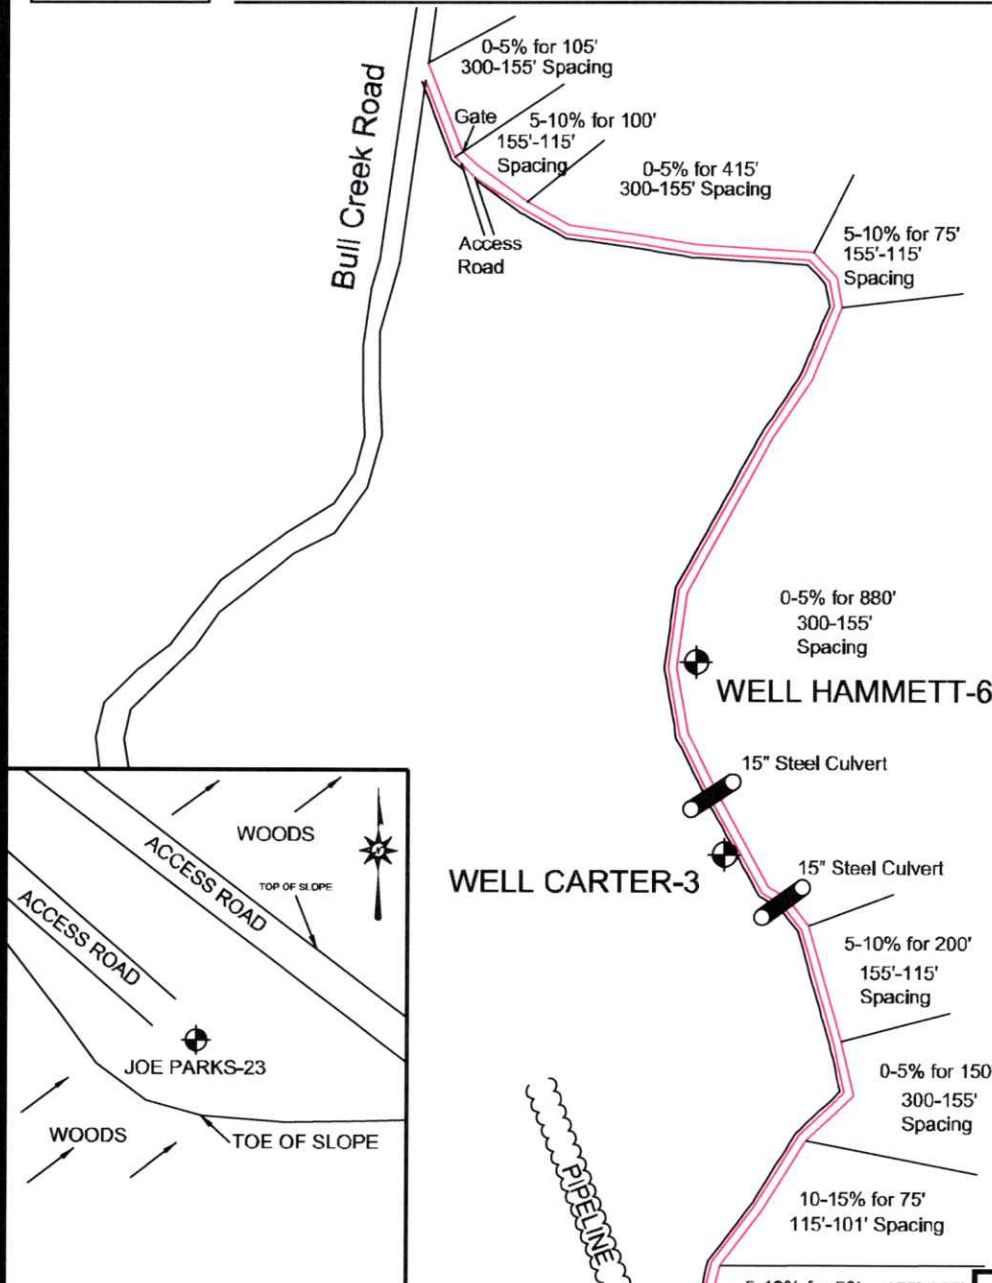 0-5% for 105'
300-155' Spacing
Bull Creek Road
Gate
5-10% for 100'
155'-115'
Spacing
0-5% for 415'
300-155' Spacing
Access
Road
5-10% for 75'
155'-115'
Spacing
0-5% for 880'
300-155'
Spacing
WELL HAMMETT-6
15" Steel Culvert
WELL CARTER-3
15" Steel Culvert
5-10% for 200'
155'-115'
Spacing
0-5% for 150
300-155'
Spacing
10-15% for 75'
115'-101' Spacing
PIPELINE
WOODS
ACCESS ROAD
TOP OF SLOPE
ACCESS ROAD
JOE PARKS-23
WOODS
TOE OF SLOPE